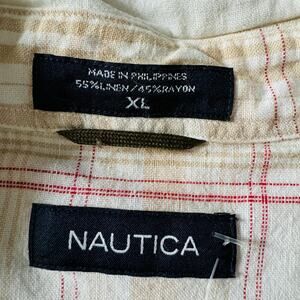 MADE IN PHILIPPINES
55% LINEN/45% RAYON
XL
NAUTICA